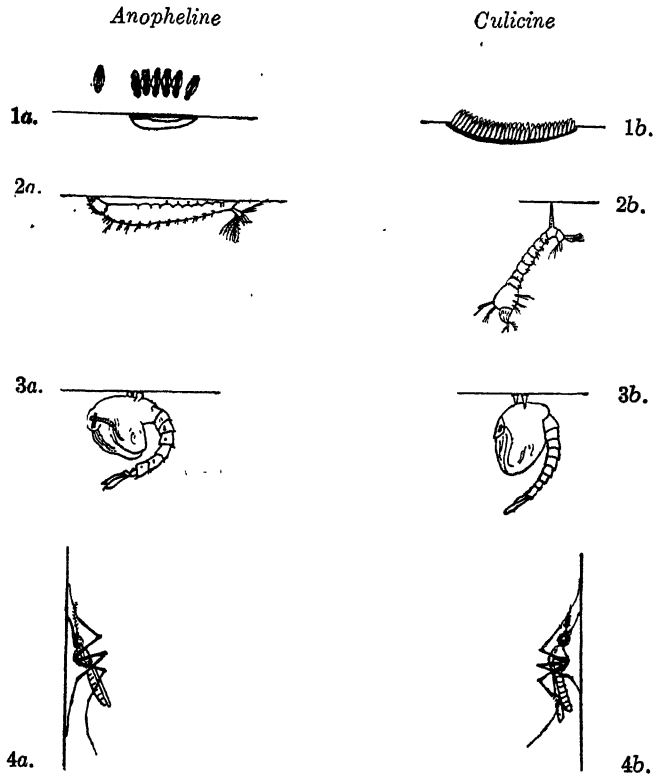 Anopheline Culicine
1a.
1b.
2a.
2b.
3a.
3b.
4a.
4b.